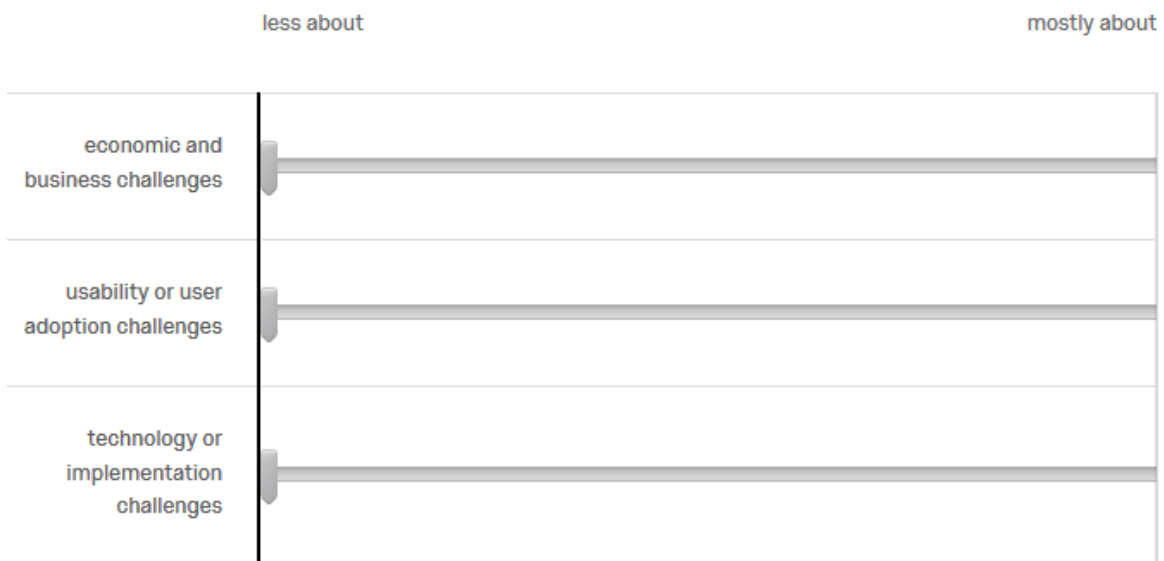 less about
mostly about
economic and
business challenges
usability or user
adoption challenges
technology or
implementation
challenges